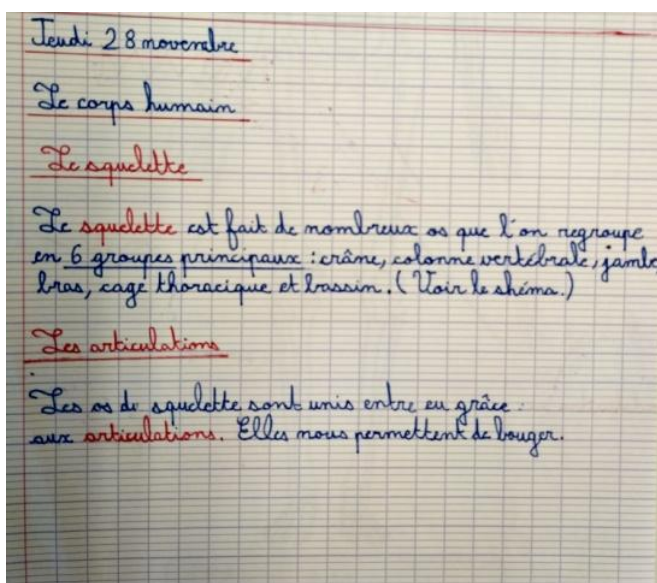 Jeudi 28 novembre
Le corps humain
Le squelette
Le squelette est fait de nombreux os que l'on regroupe
en 6 groupes principaux : crâne, colonne vertébrale, jambe
bras, cage thoracique et bassin. (Voir le shéma.)
Les articulations
Les os du squelette sont unis entre eu grâce
aux articulations. Elles nous permettent de bouger.